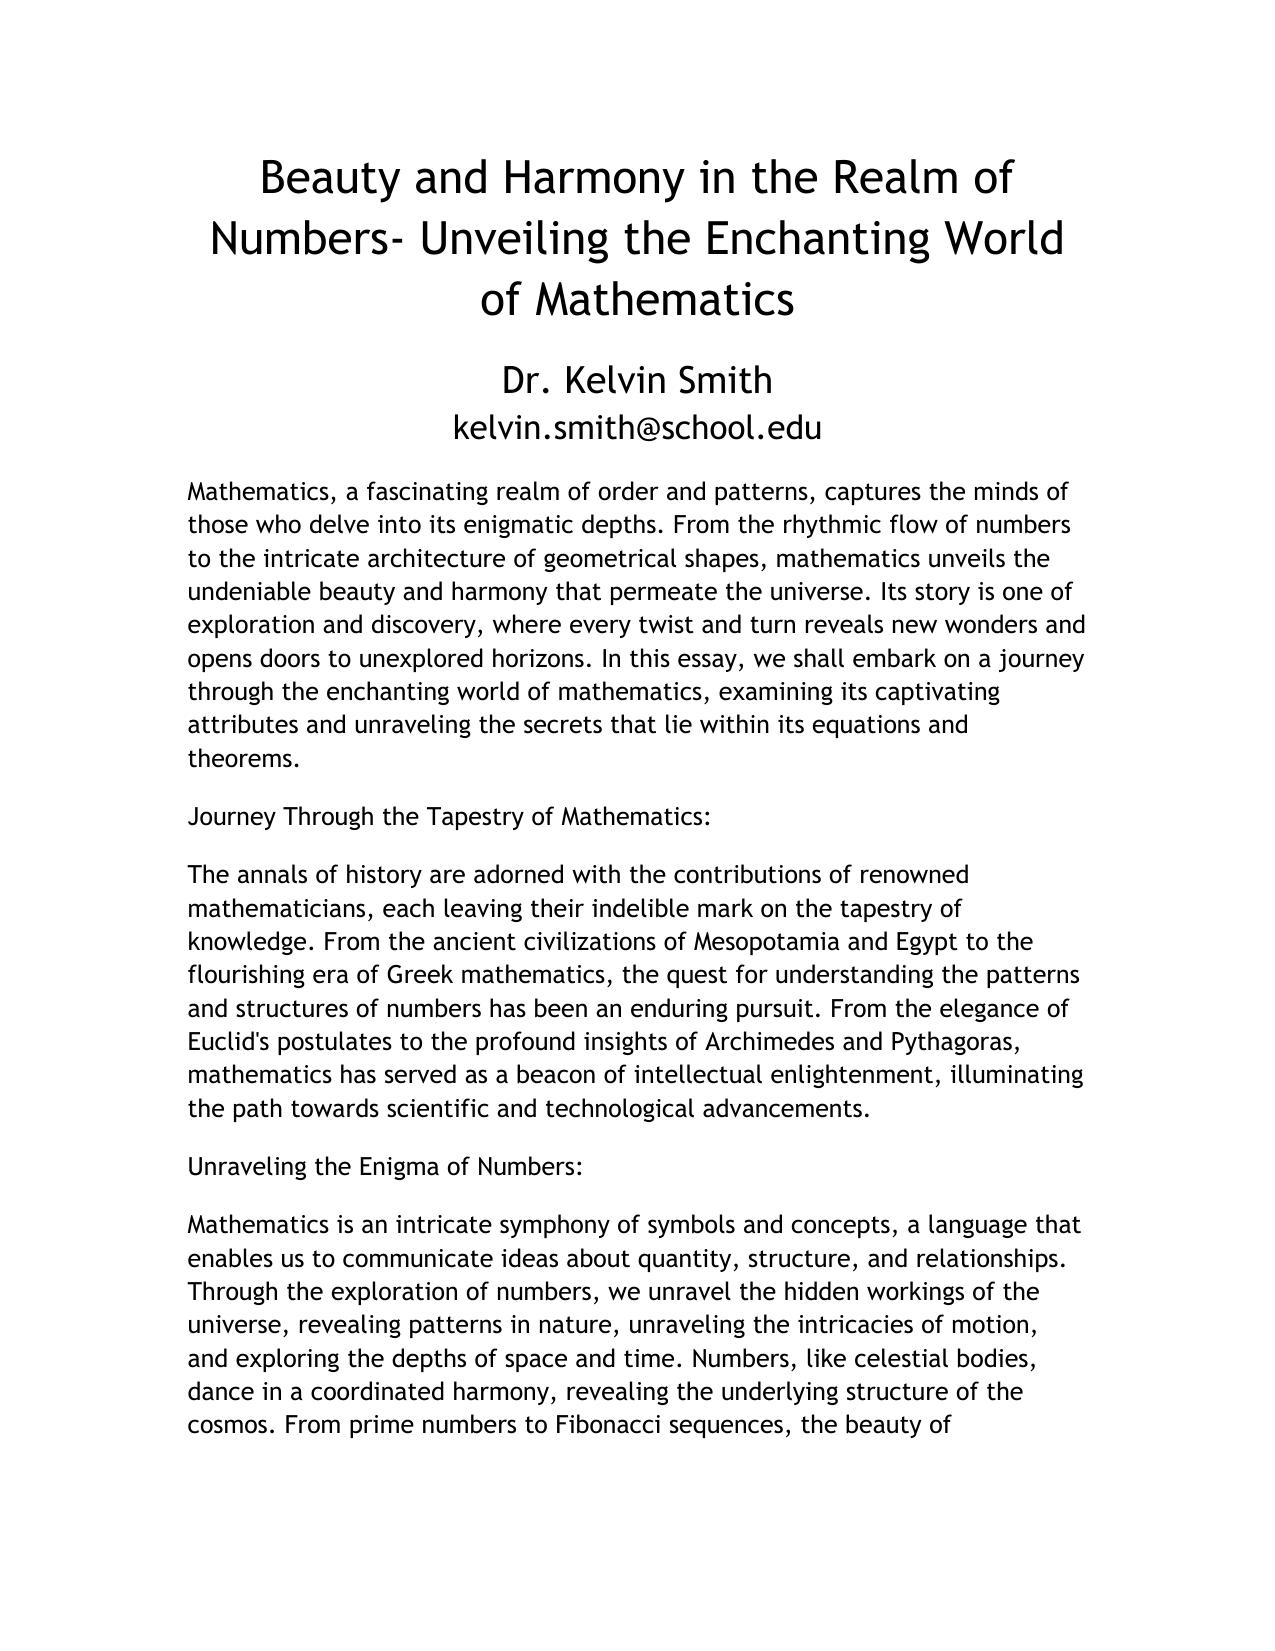 Beauty and Harmony in the Realm of
Numbers- Unveiling the Enchanting World
of Mathematics
Dr. Kelvin Smith
kelvin.smith@school.edu
Mathematics, a fascinating realm of order and patterns, captures the minds of
those who delve into its enigmatic depths. From the rhythmic flow of numbers
to the intricate architecture of geometrical shapes, mathematics unveils the
undeniable beauty and harmony that permeate the universe. Its story is one of
exploration and discovery, where every twist and turn reveals new wonders and
opens doors to unexplored horizons. In this essay, we shall embark on a journey
through the enchanting world of mathematics, examining its captivating
attributes and unraveling the secrets that lie within its equations and
theorems.
Journey Through the Tapestry of Mathematics:
The annals of history are adorned with the contributions of renowned
mathematicians, each leaving their indelible mark on the tapestry of
knowledge. From the ancient civilizations of Mesopotamia and Egypt to the
flourishing era of Greek mathematics, the quest for understanding the patterns
and structures of numbers has been an enduring pursuit. From the elegance of
Euclid's postulates to the profound insights of Archimedes and Pythagoras,
mathematics has served as a beacon of intellectual enlightenment, illuminating
the path towards scientific and technological advancements.
Unraveling the Enigma of Numbers:
Mathematics is an intricate symphony of symbols and concepts, a language that
enables us to communicate ideas about quantity, structure, and relationships.
Through the exploration of numbers, we unravel the hidden workings of the
universe, revealing patterns in nature, unraveling the intricacies of motion,
and exploring the depths of space and time. Numbers, like celestial bodies,
dance in a coordinated harmony, revealing the underlying structure of the
cosmos. From prime numbers to Fibonacci sequences, the beauty of